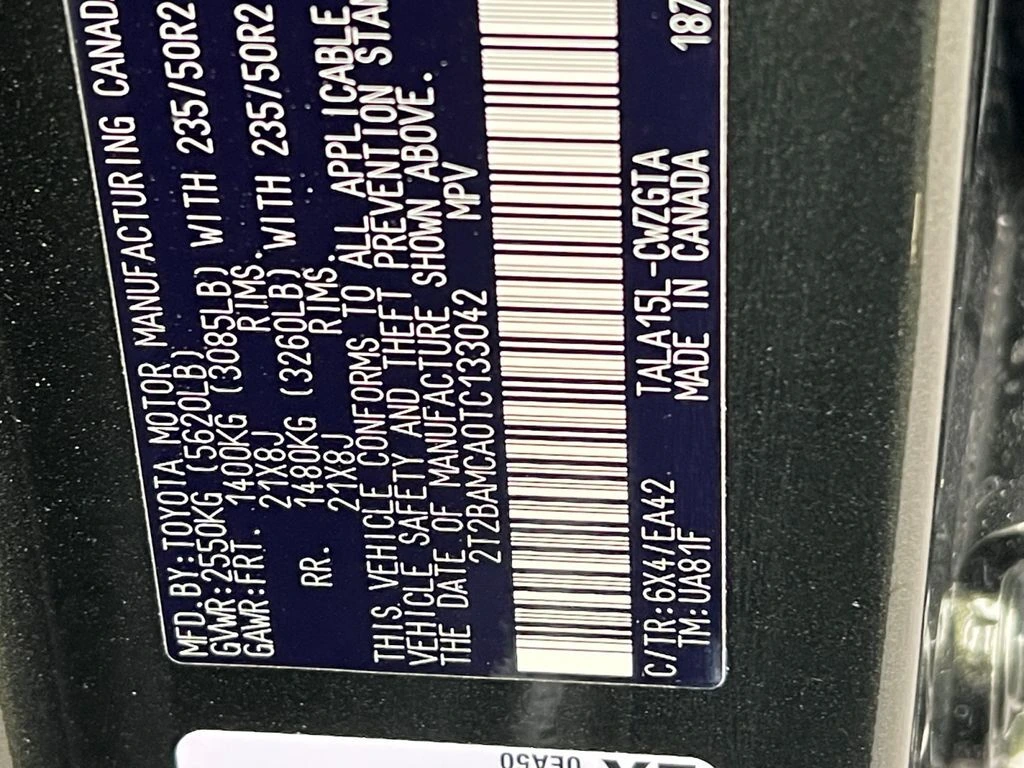 MFD.BY:TOYOTA MOTOR MANUFACTURING CANAD
GVWR:2550KG (5620LB)
GAWR:FRT. 1400KG (3085LB) WITH 235/50R2
21X8J RIMS.
RR. 1480KG (3260LB) WITH 235/50R2
21X8J RIMS.
THIS VEHICLE CONFORMS TO ALL APPLICABLE
VEHICLE SAFETY AND THEFT PREVENTION STAN
THE DATE OF MANUFACTURE SHOWN ABOVE.
2T2BAMCA0TC133042 MPV
C/TR:6X4/EA42 TALA15L-CWZGTA 187
TM:UA81F MADE IN CANADA
0EA50